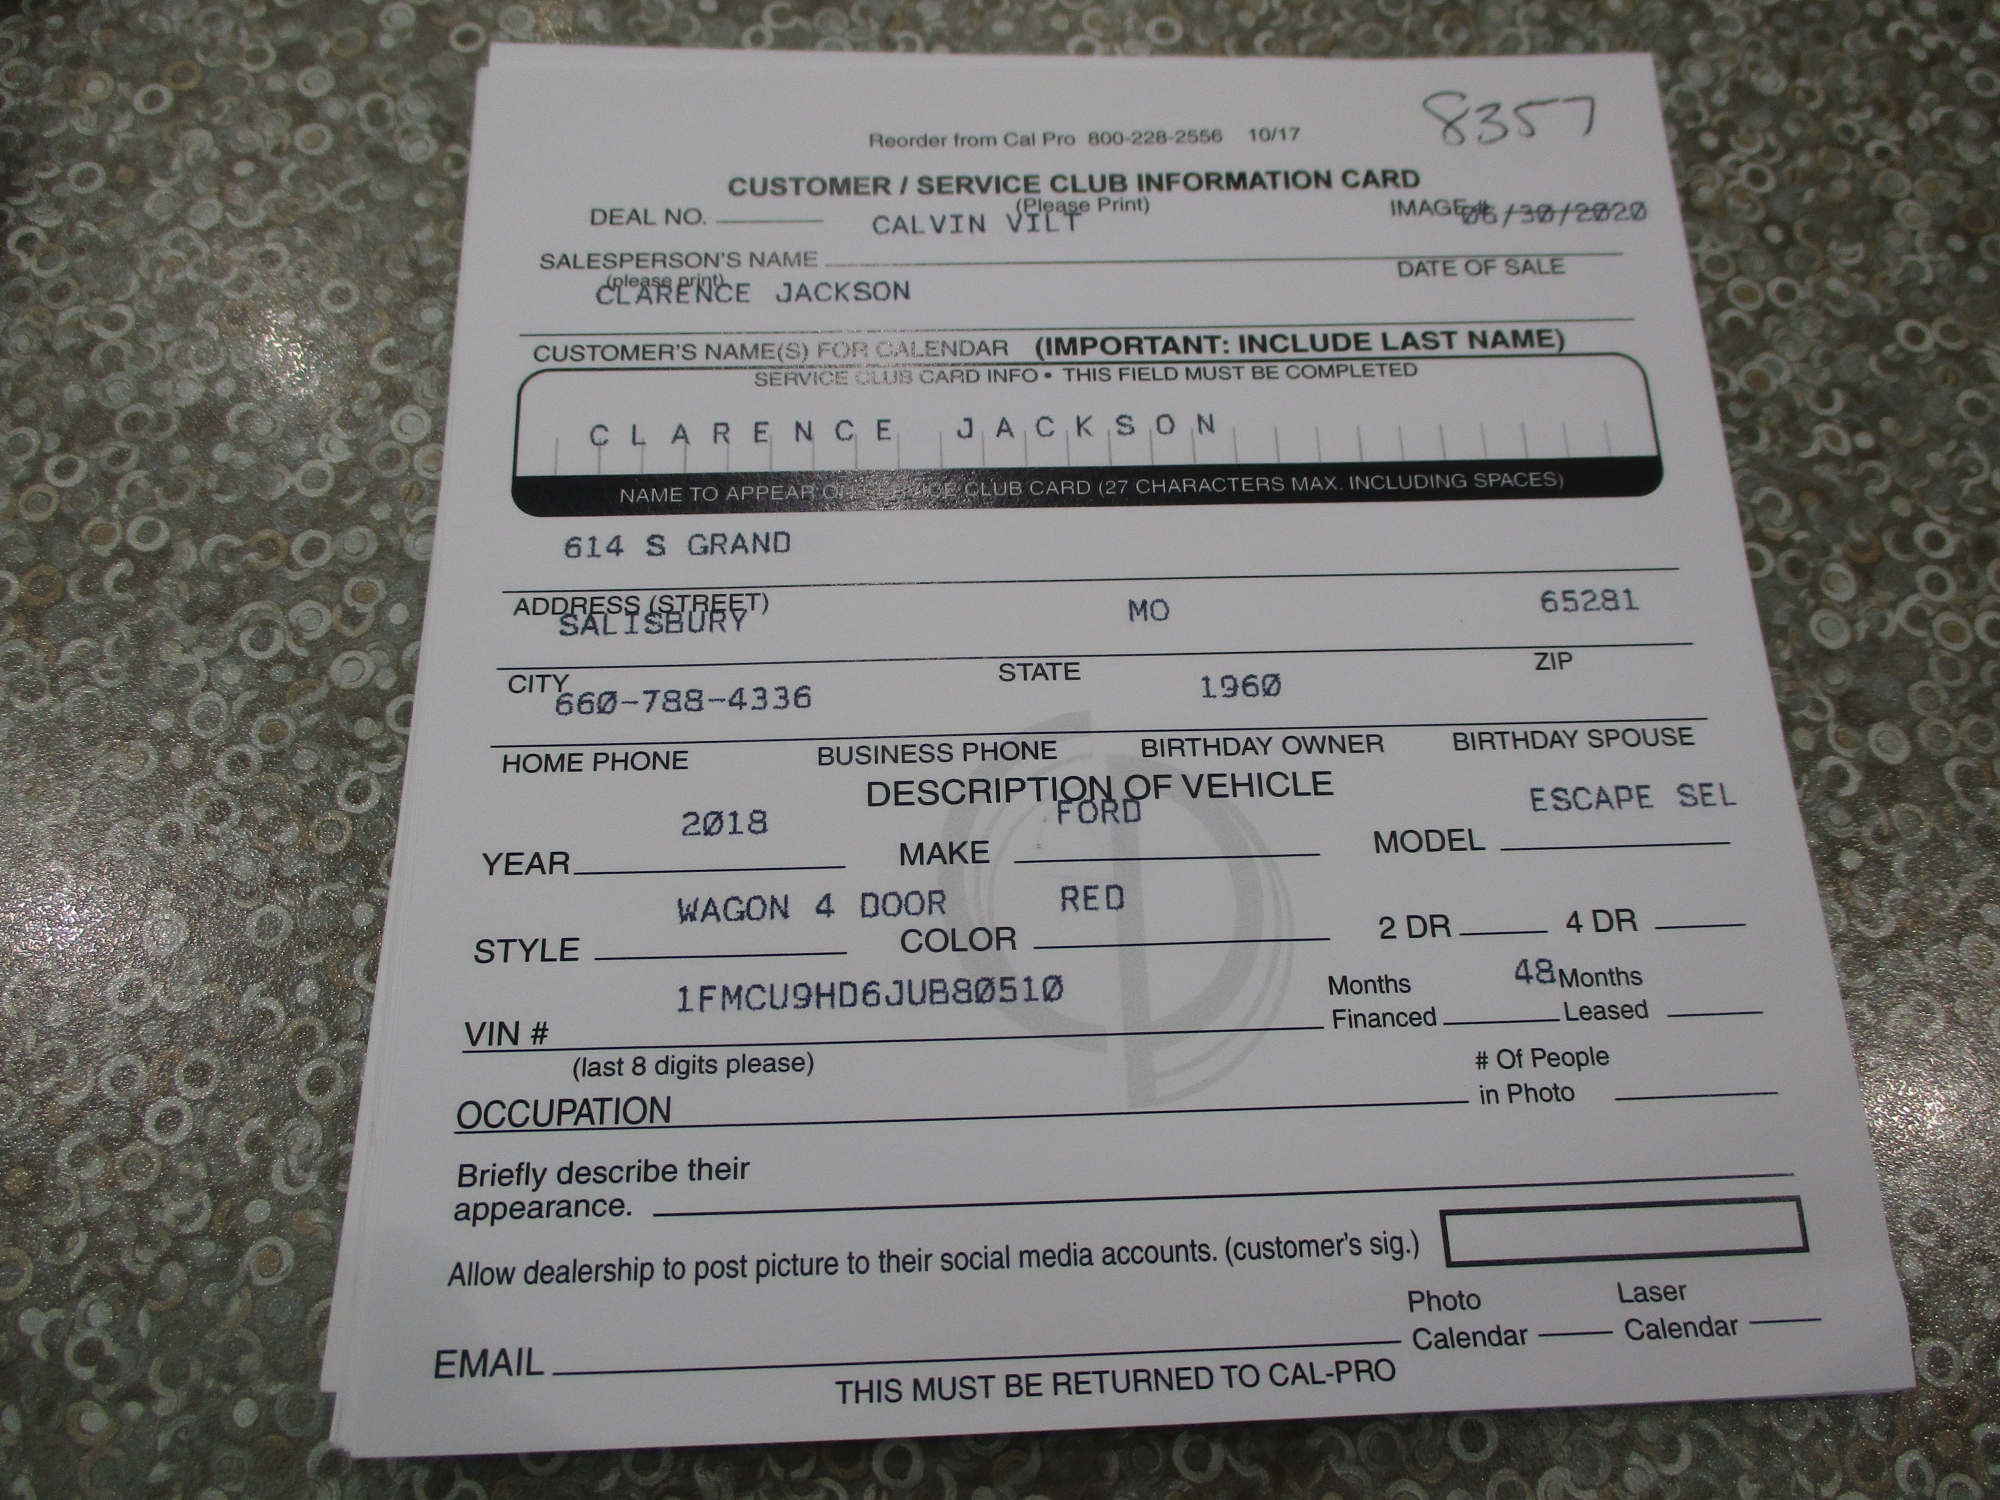 8357
Reorder from Cal Pro 800-228-2556 10/17
CUSTOMER / SERVICE CLUB INFORMATION CARD
(Please Print)
DEAL NO. CALVIN VILT IMAGE # 06/30/2020
SALESPERSON'S NAME DATE OF SALE
(please print)
CLARENCE JACKSON
CUSTOMER'S NAME(S) FOR CALENDAR (IMPORTANT: INCLUDE LAST NAME)
SERVICE CLUB CARD INFO • THIS FIELD MUST BE COMPLETED
CLARENCE JACKSON
NAME TO APPEAR ON SERVICE CLUB CARD (27 CHARACTERS MAX. INCLUDING SPACES)
614 S GRAND
ADDRESS (STREET)
SALISBURY MO 65281
CITY STATE ZIP
660-788-4336 1960
HOME PHONE BUSINESS PHONE BIRTHDAY OWNER BIRTHDAY SPOUSE
DESCRIPTION OF VEHICLE
2018 FORD ESCAPE SEL
YEAR MAKE MODEL
WAGON 4 DOOR RED
STYLE COLOR 2 DR 4 DR
1FMCU9HD6JUB80510 Months 48 Months
VIN # Financed Leased
(last 8 digits please) # Of People
OCCUPATION in Photo
Briefly describe their
appearance.
Allow dealership to post picture to their social media accounts. (customer's sig.)
Photo Laser
EMAIL Calendar Calendar
THIS MUST BE RETURNED TO CAL-PRO